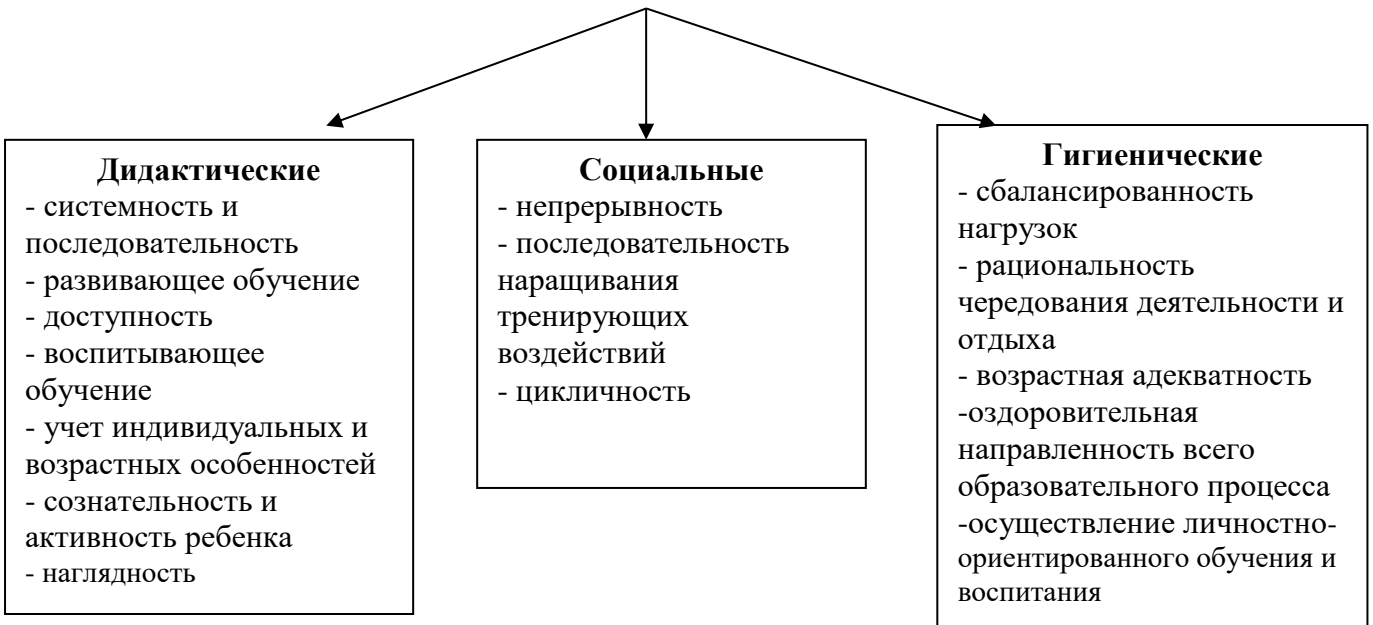 Дидактические
- системность и
последовательность
- развивающее обучение
- доступность
- воспитывающее
обучение
- учет индивидуальных и
возрастных особенностей
- сознательность и
активность ребенка
- наглядность
Социальные
- непрерывность
- последовательность
наращивания
тренирующих
воздействий
- цикличность
Гигиенические
- сбалансированность
нагрузок
- рациональность
чередования деятельности и
отдыха
- возрастная адекватность
-оздоровительная
направленность всего
образовательного процесса
-осуществление личностно-
ориентированного обучения и
воспитания